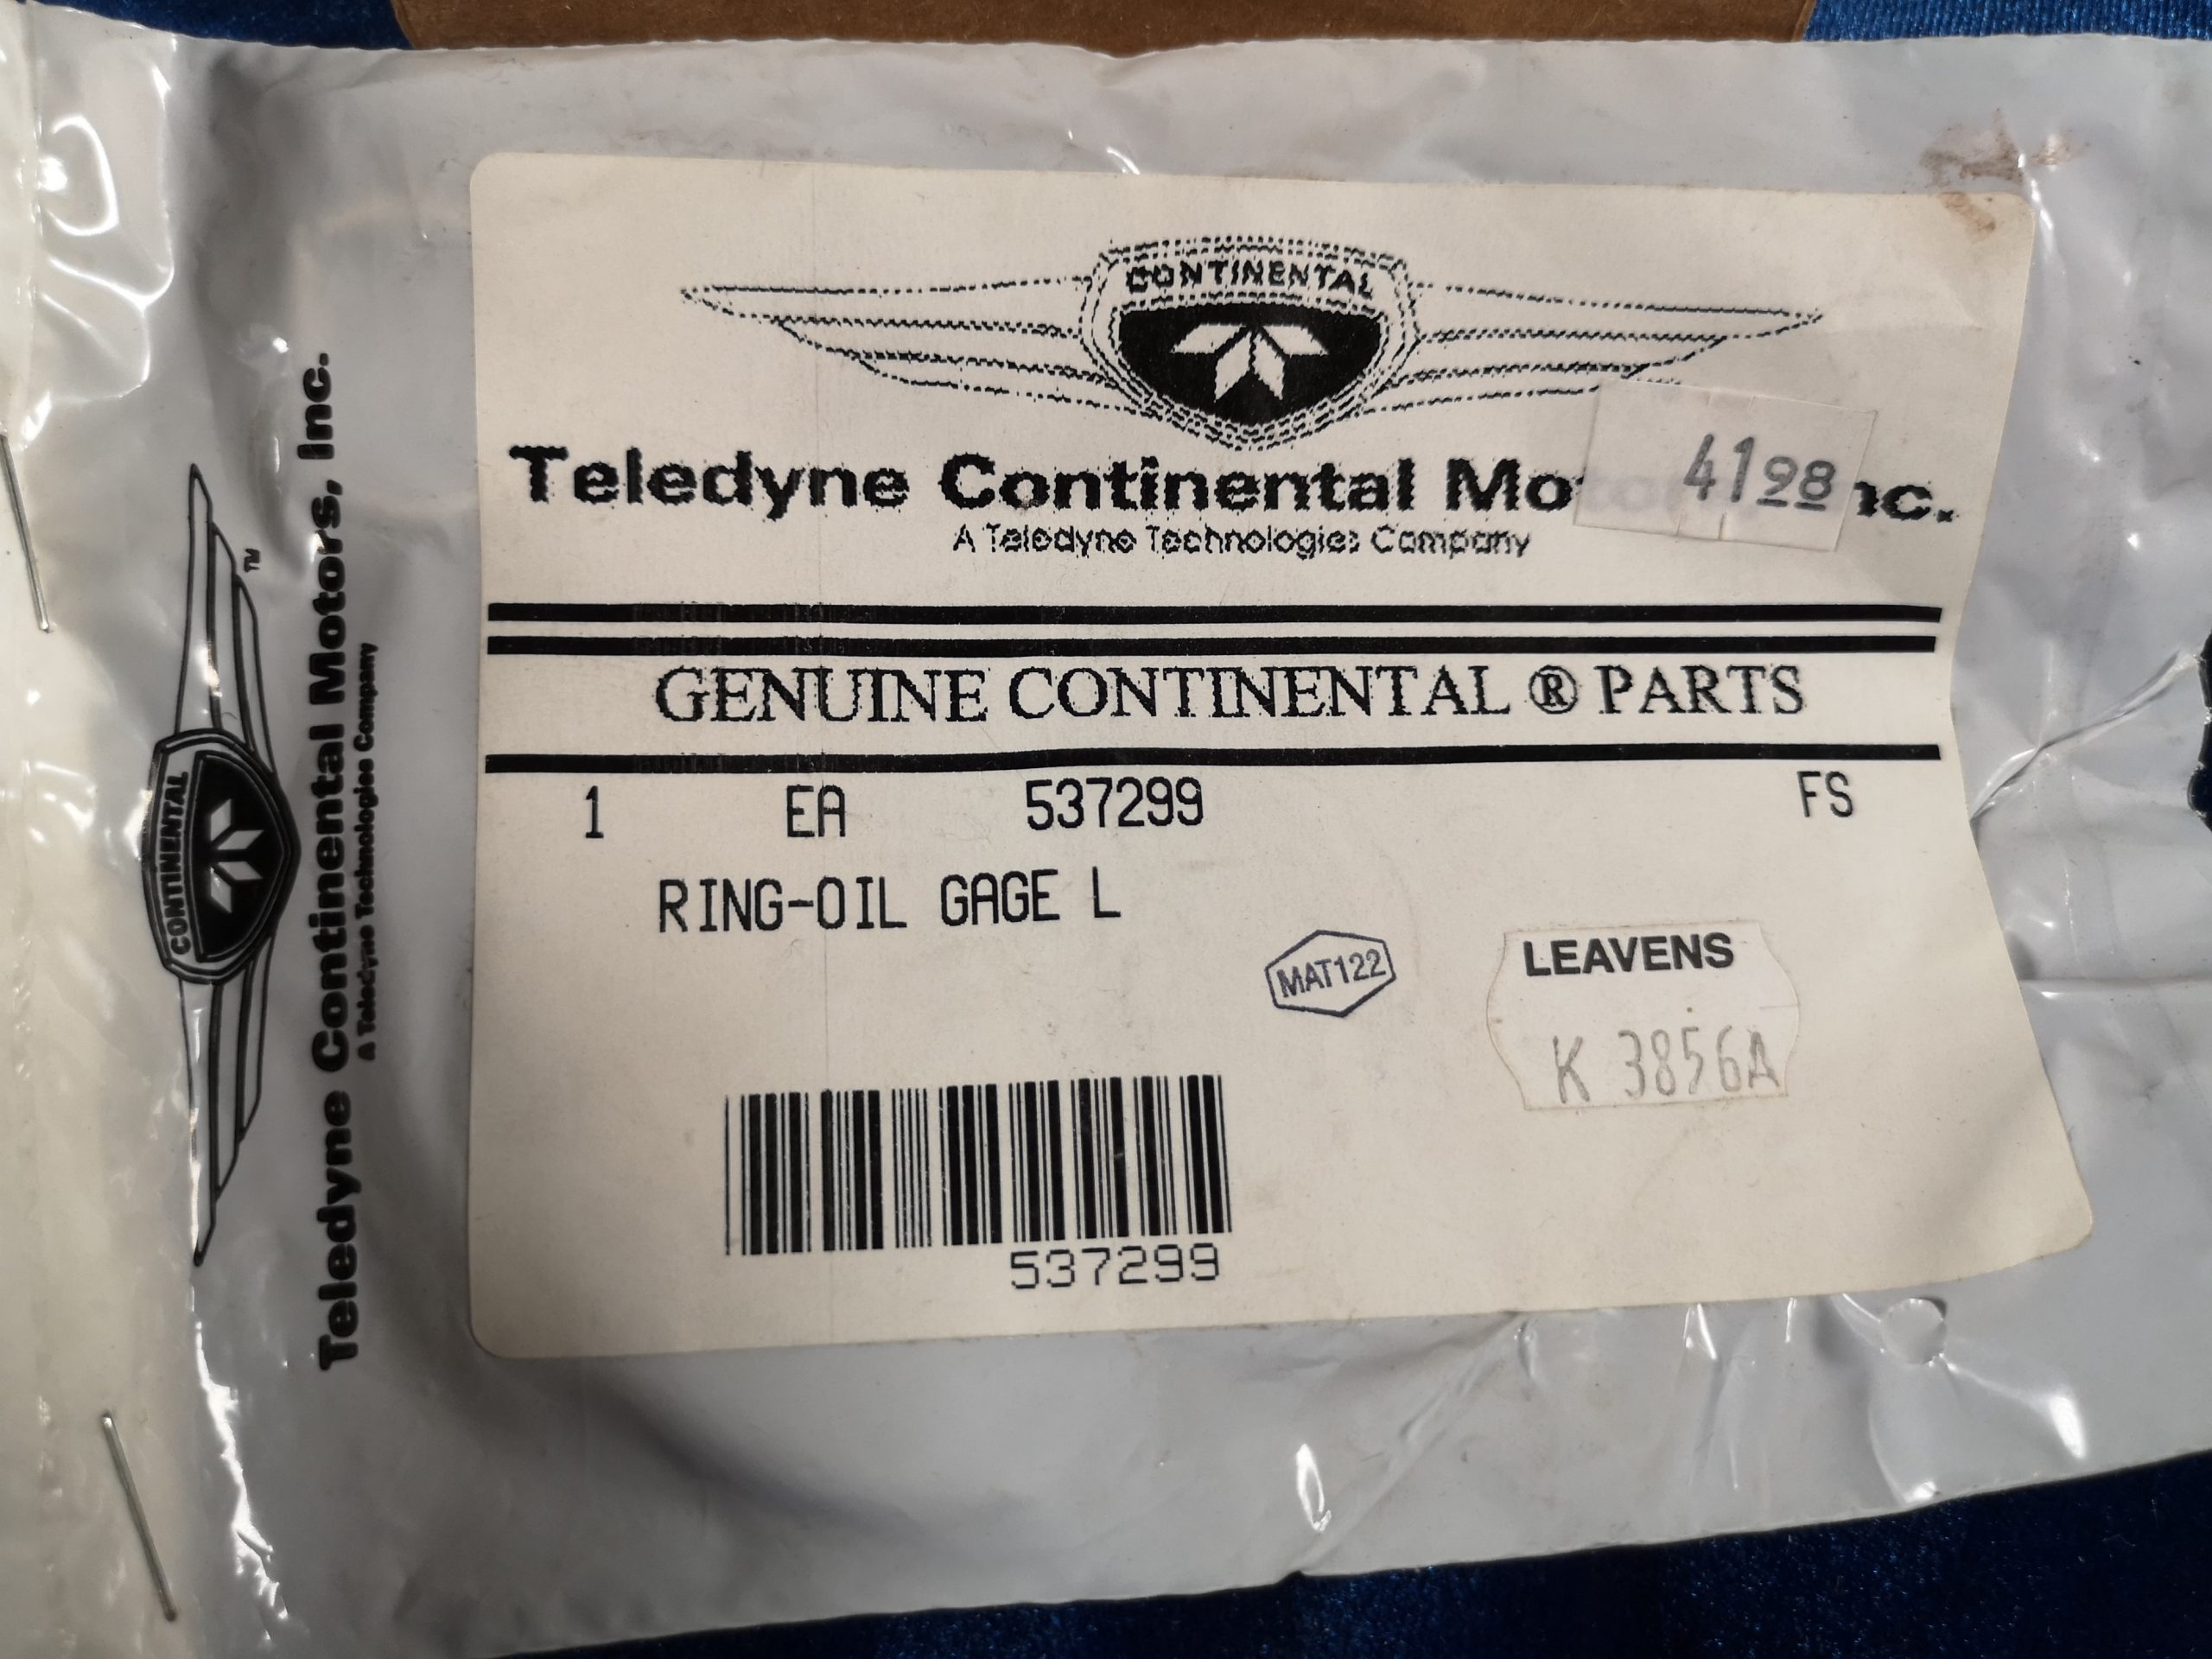 CONTINENTAL
Teledyne Continental Mo nc.
4198
A Teledyne Technologies Company
GENUINE CONTINENTAL ® PARTS
1 EA 537299 FS
RING-OIL GAGE L
MAT122
LEAVENS
K 3856A
537299
CONTINENTAL
TM
Teledyne Continental Motors, Inc.
A Teledyne Technologies Company